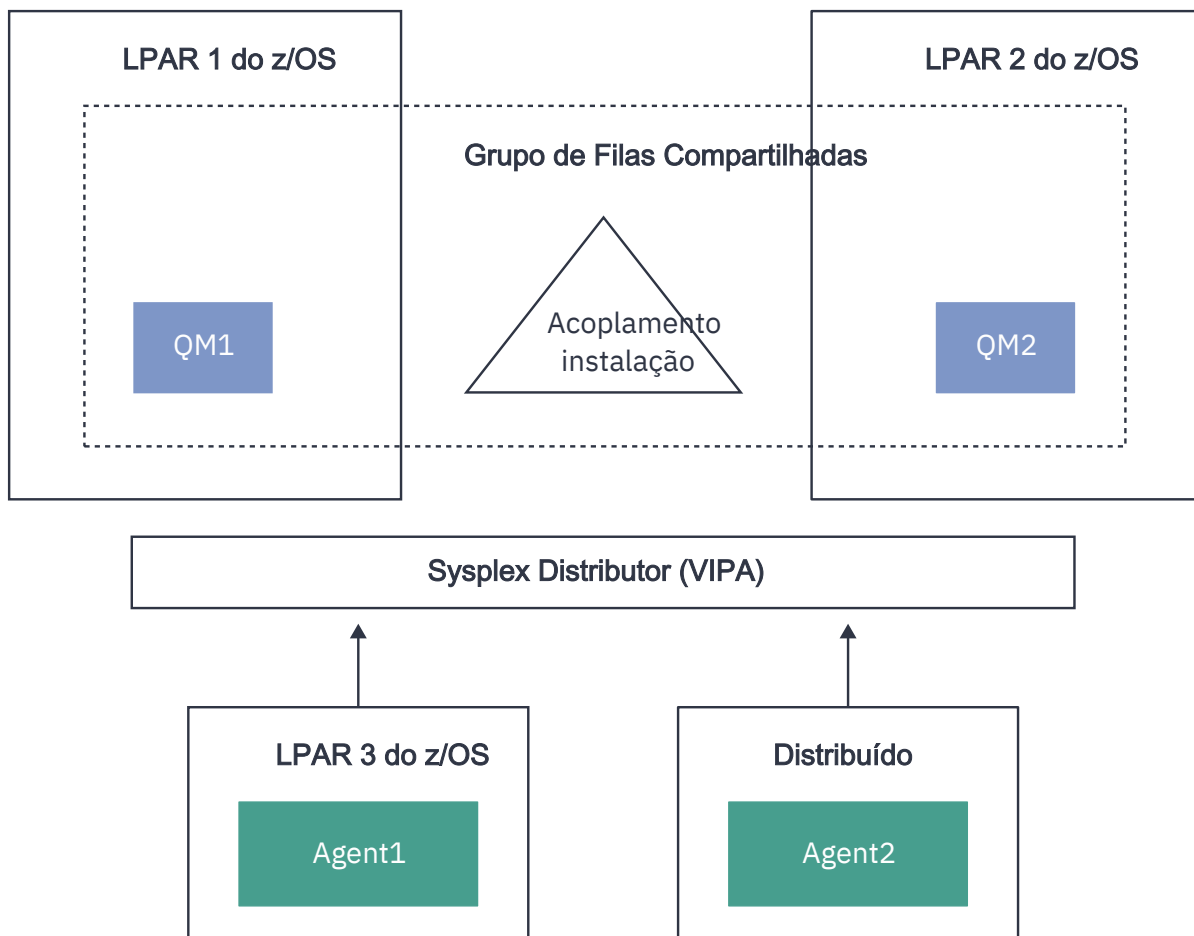 LPAR 1 do z/OS
LPAR 2 do z/OS
Grupo de Filas Compartilhadas
QM1
Acoplamento
instalação
QM2
Sysplex Distributor (VIPA)
LPAR 3 do z/OS
Distribuído
Agent1
Agent2